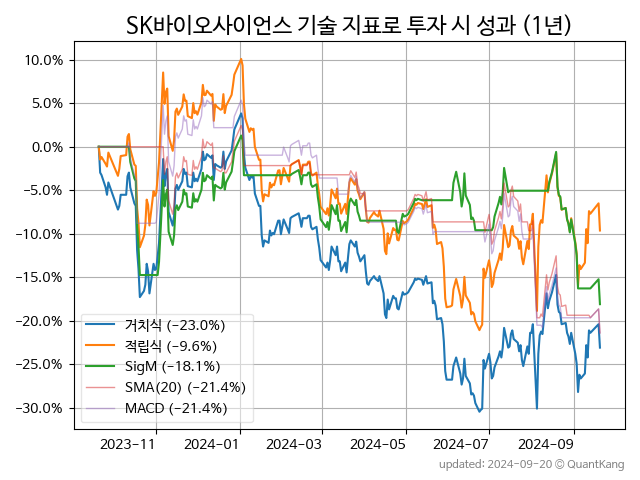 SK바이오사이언스 기술 지표로 투자 시 성과 (1년)
10.0%
5.0%
0.0%
−5.0%
−10.0%
−15.0%
−20.0%
−25.0%
−30.0%
거치식 (−23.0%)
적립식 (−9.6%)
SigM (−18.1%)
SMA(20) (−21.4%)
MACD (−21.4%)
2023-11 2024-01 2024-03 2024-05 2024-07 2024-09
updated: 2024-09-20 © QuantKang